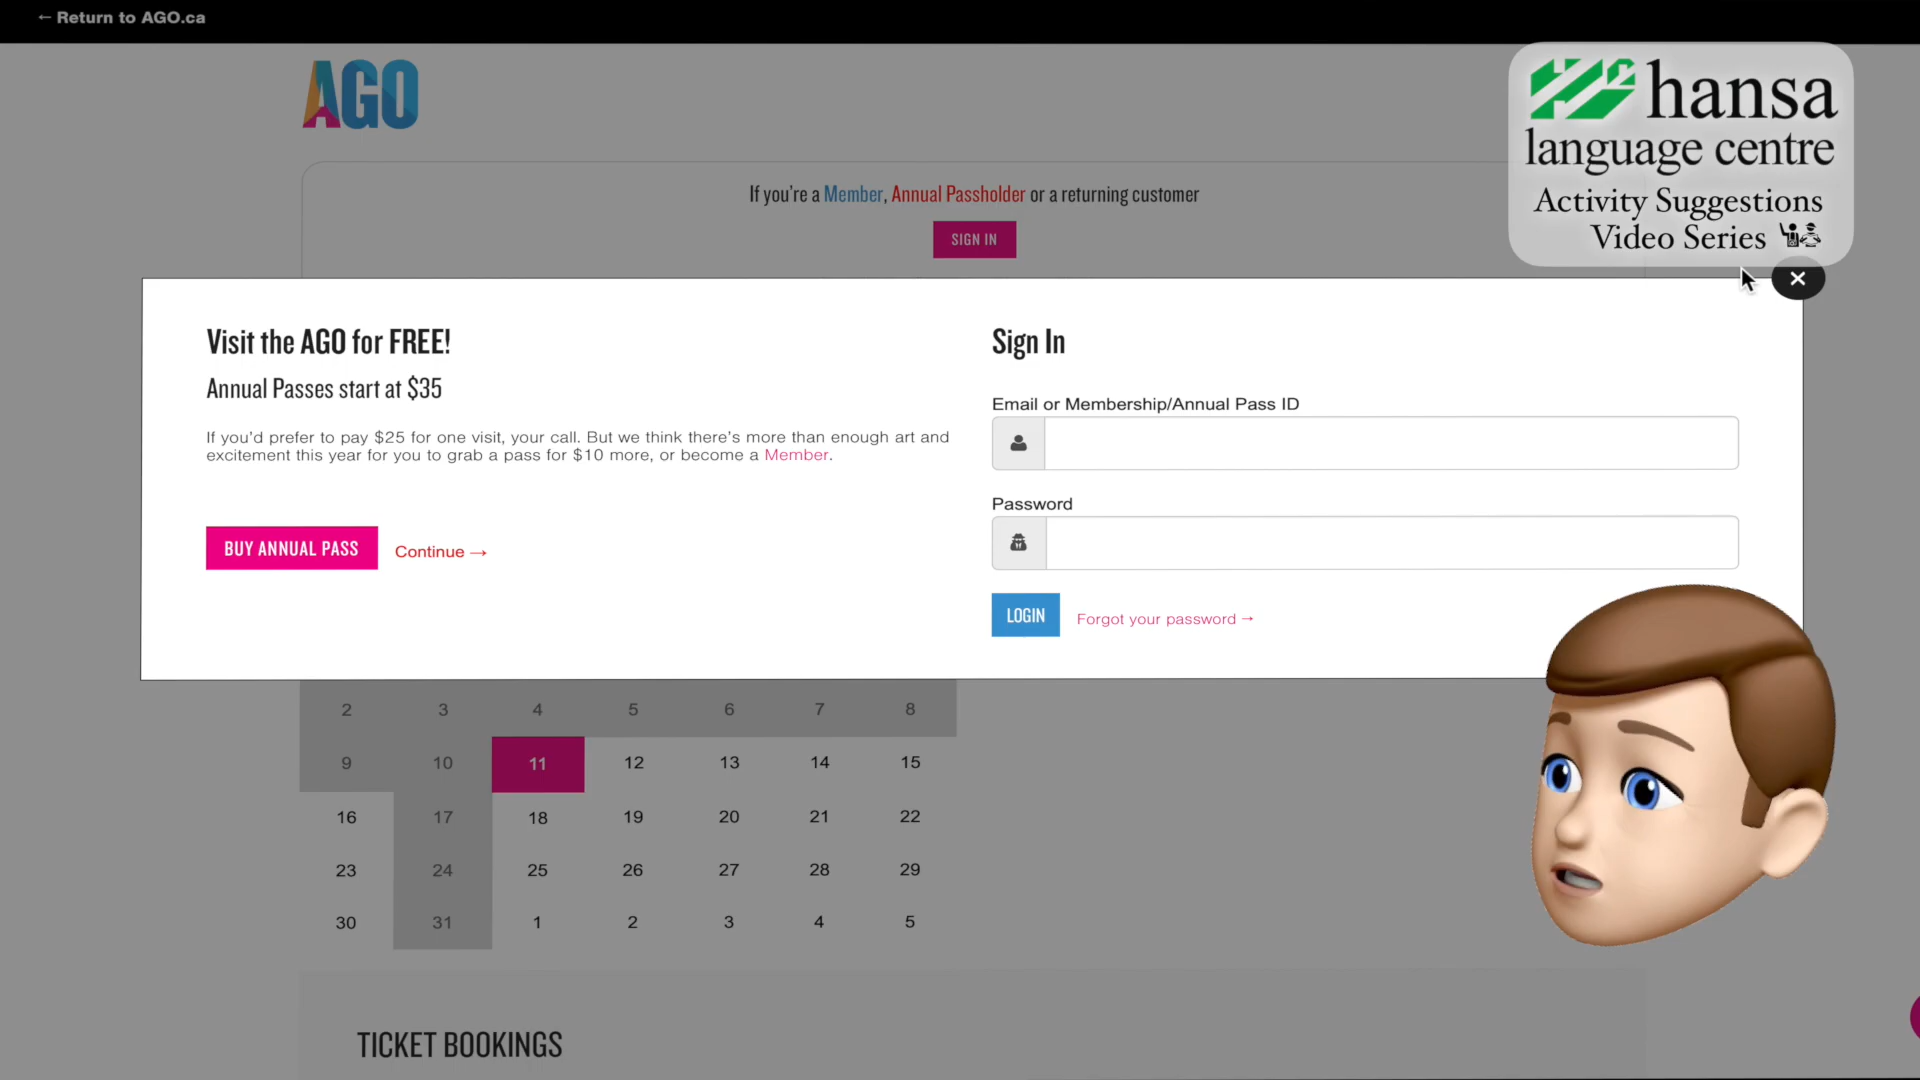 ← Return to AGO.ca
AGO
hansa
language centre
Activity Suggestions
Video Series
If you're a Member, Annual Passholder or a returning customer
SIGN IN
Visit the AGO for FREE!
Annual Passes start at $35
If you'd prefer to pay $25 for one visit, your call. But we think there's more than enough art and
excitement this year for you to grab a pass for $10 more, or become a Member.
BUY ANNUAL PASS
Continue →
Sign In
Email or Membership/Annual Pass ID
Password
LOGIN
Forgot your password →
2 3 4 5 6 7 8
9 10 11 12 13 14 15
16 17 18 19 20 21 22
23 24 25 26 27 28 29
30 31 1 2 3 4 5
TICKET BOOKINGS